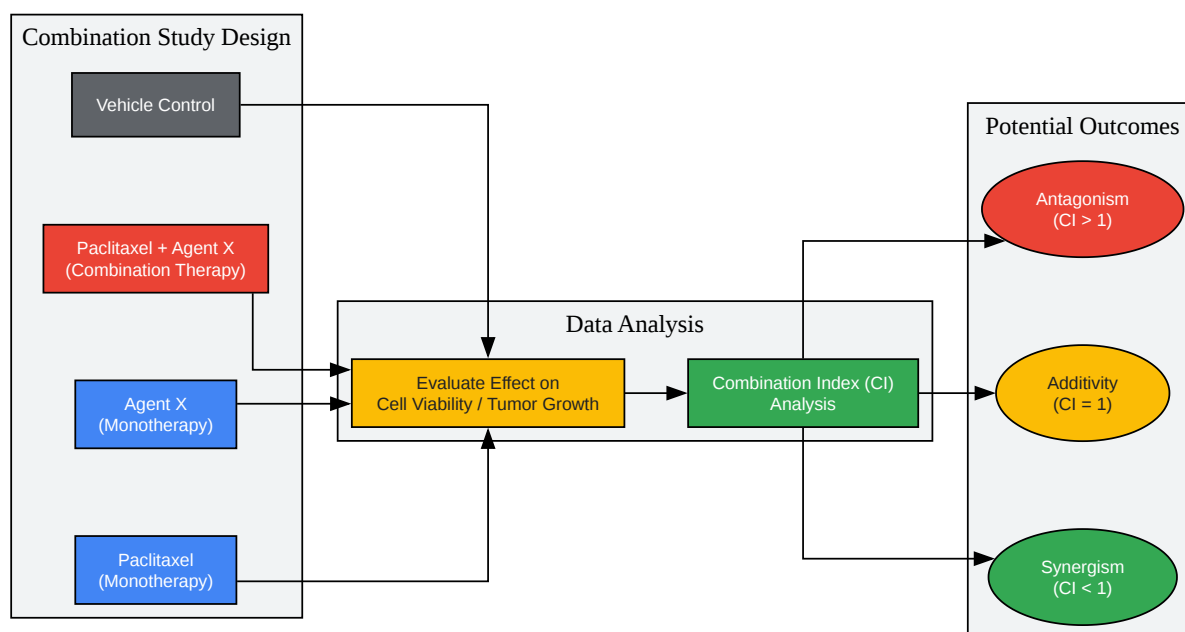 Combination Study Design
Vehicle Control
Paclitaxel + Agent X
(Combination Therapy)
Agent X
(Monotherapy)
Paclitaxel
(Monotherapy)
Data Analysis
Evaluate Effect on
Cell Viability / Tumor Growth
Combination Index (CI)
Analysis
Potential Outcomes
Antagonism
(CI > 1)
Additivity
(CI = 1)
Synergism
(CI < 1)